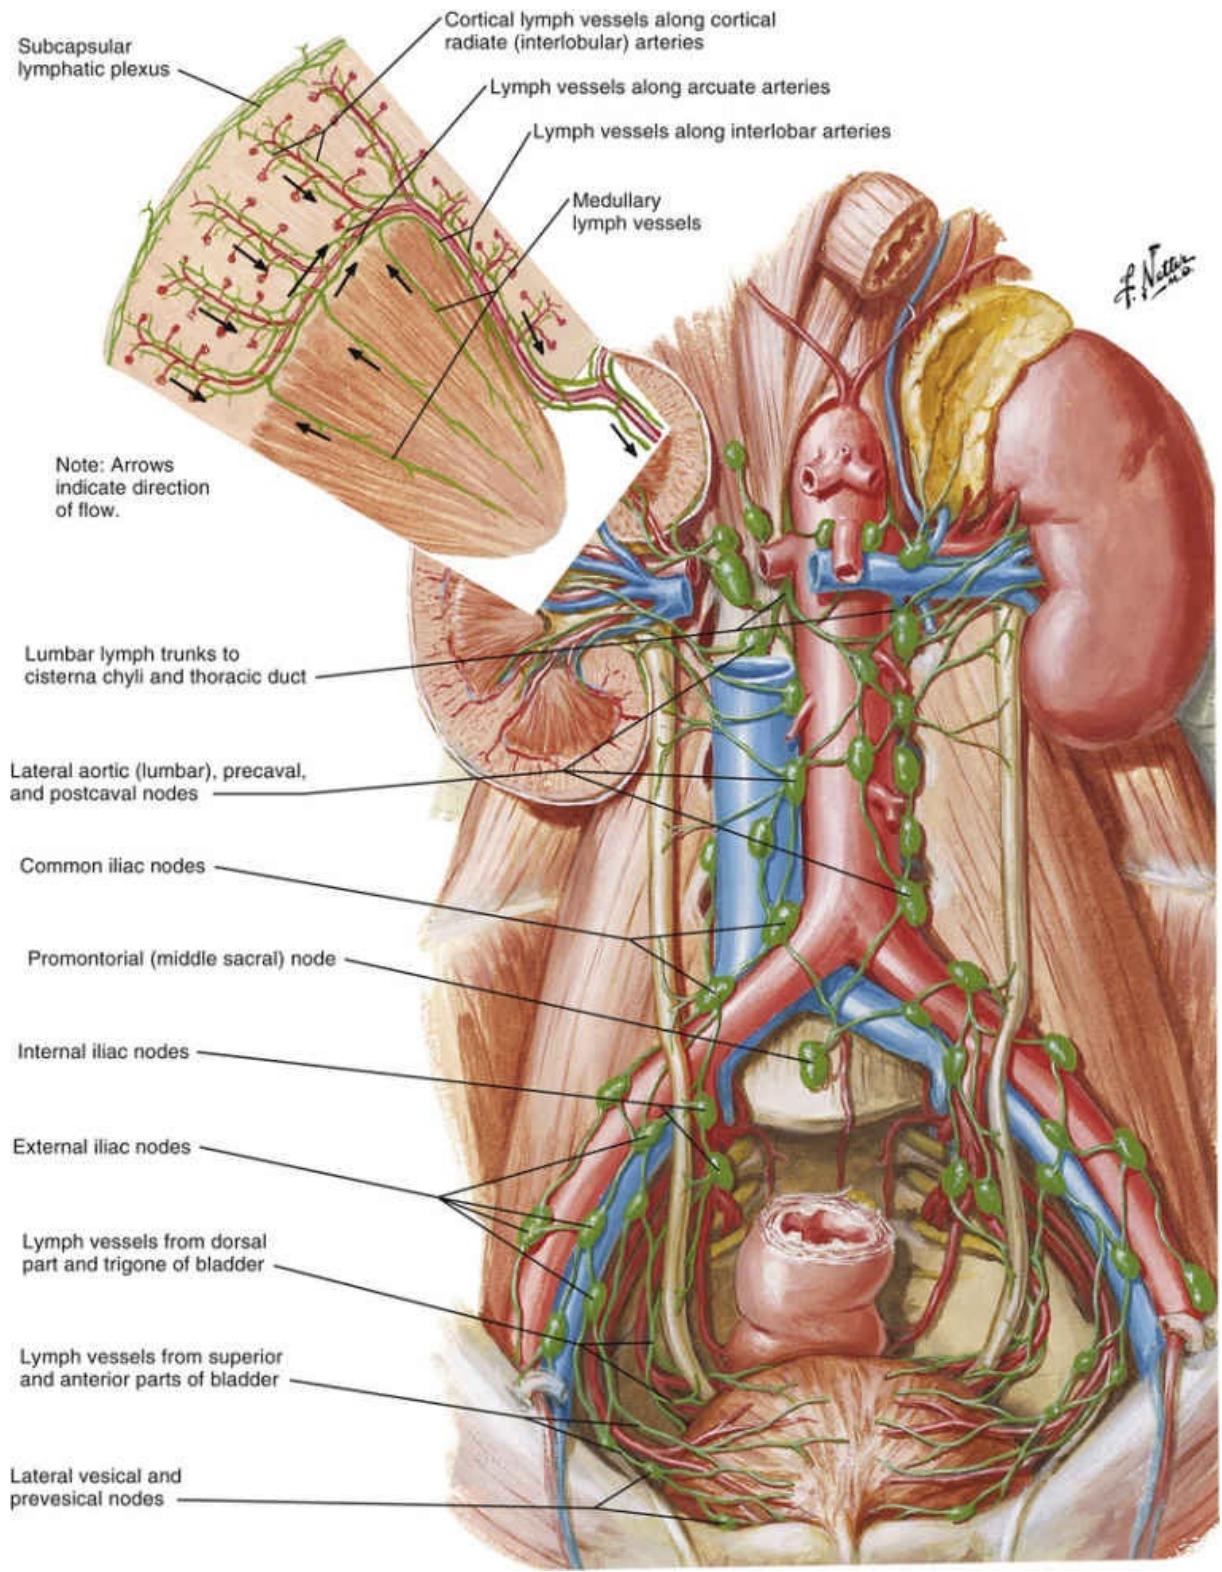 Cortical lymph vessels along cortical
radiate (interlobular) arteries
Subcapsular
lymphatic plexus
Lymph vessels along arcuate arteries
Lymph vessels along interlobar arteries
Medullary
lymph vessels
F. Netter
M.D.
Note: Arrows
indicate direction
of flow.
Lumbar lymph trunks to
cisterna chyli and thoracic duct
Lateral aortic (lumbar), precaval,
and postcaval nodes
Common iliac nodes
Promontorial (middle sacral) node
Internal iliac nodes
External iliac nodes
Lymph vessels from dorsal
part and trigone of bladder
Lymph vessels from superior
and anterior parts of bladder
Lateral vesical and
prevesical nodes